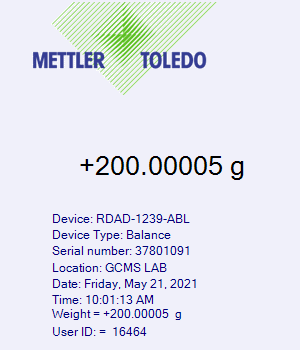 METTLER TOLEDO
+200.00005 g
Device: RDAD-1239-ABL
Device Type: Balance
Serial number: 37801091
Location: GCMS LAB
Date: Friday, May 21, 2021
Time: 10:01:13 AM
Weight = +200.00005 g
User ID: = 16464